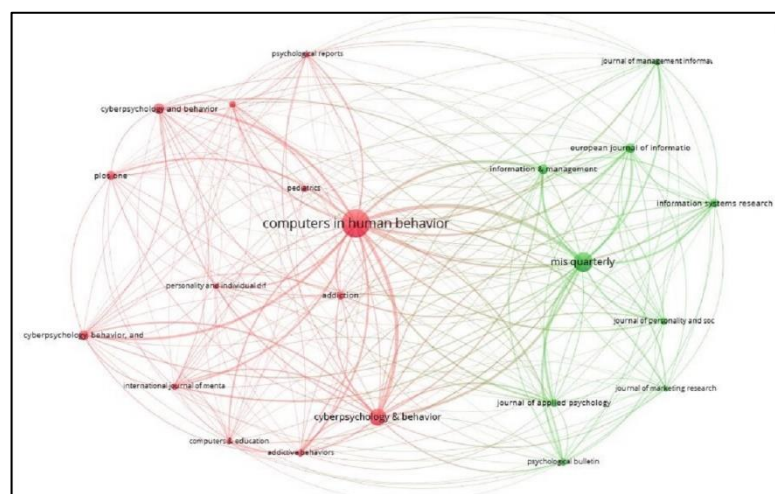 psychological reports
journal of management informat
cyberpsychology and behavior
european journal of informatio
information & management
plos one
pediatrics
information systems research
computers in human behavior
mis quarterly
personality and individual dif
addiction
journal of personality and soc
cyberpsychology, behavior, and
international journal of menta
journal of marketing research
journal of applied psychology
cyberpsychology & behavior
computers & education
addictive behaviors
psychological bulletin